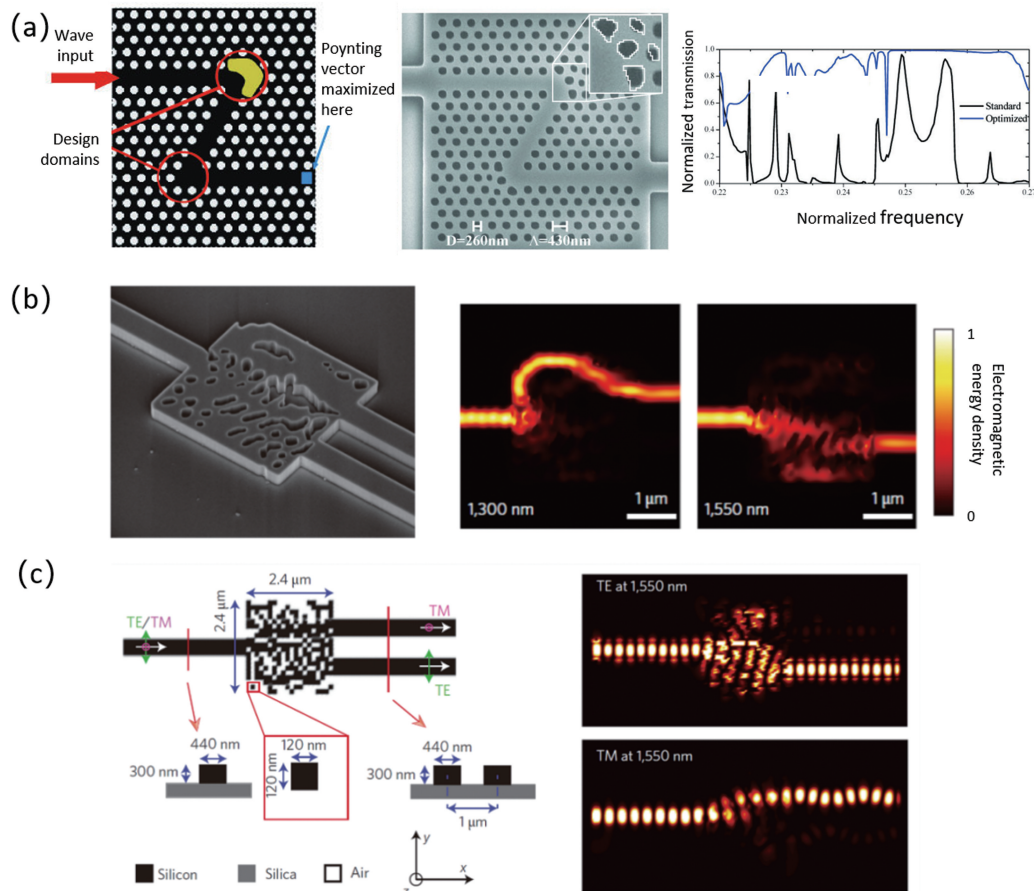 (a)
Wave
input
Design
domains
Poynting
vector
maximized
here
D=260nm
Λ=430nm
Normalized transmission
1.0
0.8
0.6
0.4
0.2
0.0
0.22
0.23
0.24
0.25
0.26
0.27
Standard
Optimized
Normalized frequency
(b)
1,300 nm
1 μm
1,550 nm
1 μm
1
0
Electromagnetic
energy density
(c)
2.4 μm
2.4 μm
TE/TM
TM
TE
440 nm
300 nm
120 nm
120 nm
440 nm
300 nm
1 μm
y
x
Silicon
Silica
Air
TE at 1,550 nm
TM at 1,550 nm